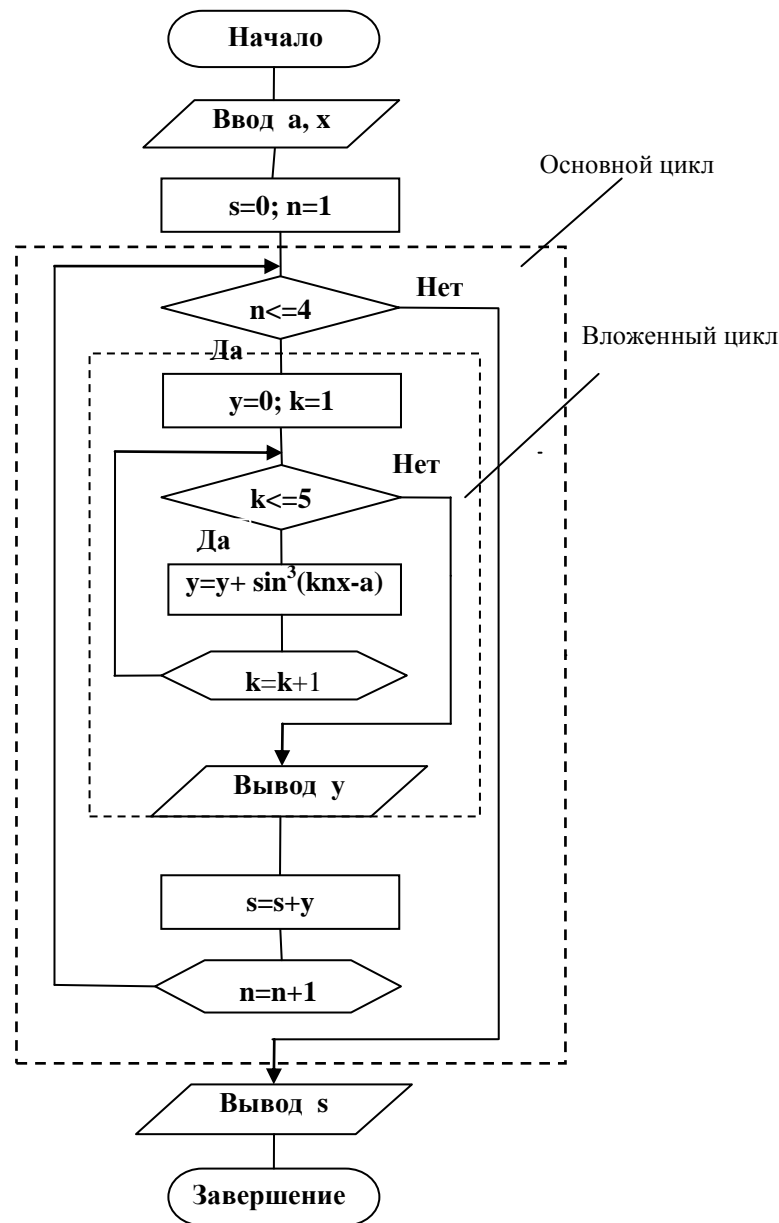 Начало
Ввод a, x
Основной цикл
s=0; n=1
Нет
n<=4
Вложенный цикл
Да
y=0; k=1
Нет
k<=5
Да
y=y+ sin³(knx-a)
k=k+1
Вывод y
s=s+y
n=n+1
Вывод s
Завершение